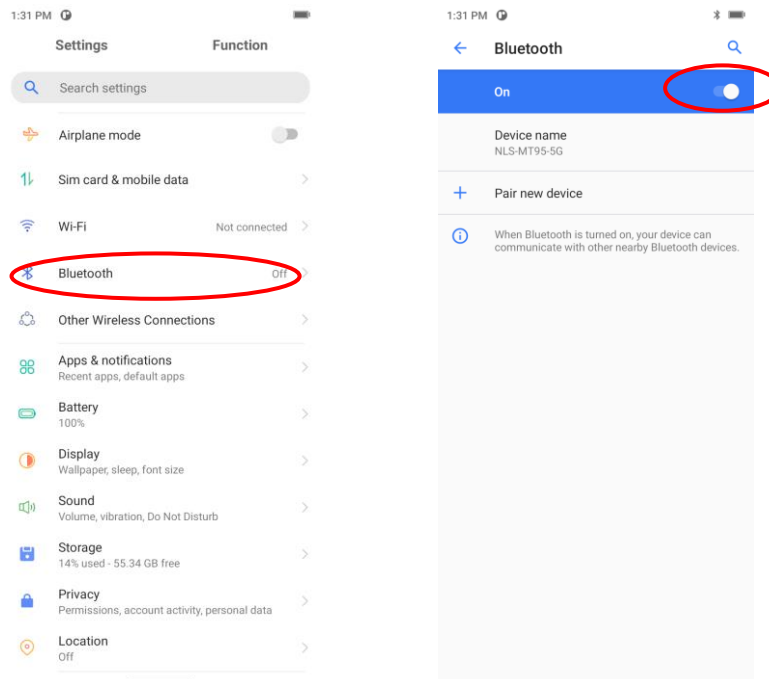 1:31 PM
Settings Function
Search settings
Airplane mode
Sim card & mobile data
Wi-Fi Not connected
Bluetooth Off
Other Wireless Connections
Apps & notifications
Recent apps, default apps
Battery
100%
Display
Wallpaper, sleep, font size
Sound
Volume, vibration, Do Not Disturb
Storage
14% used - 55.34 GB free
Privacy
Permissions, account activity, personal data
Location
Off
1:31 PM
Bluetooth
On
Device name
NLS-MT95-5G
Pair new device
When Bluetooth is turned on, your device can
communicate with other nearby Bluetooth devices.